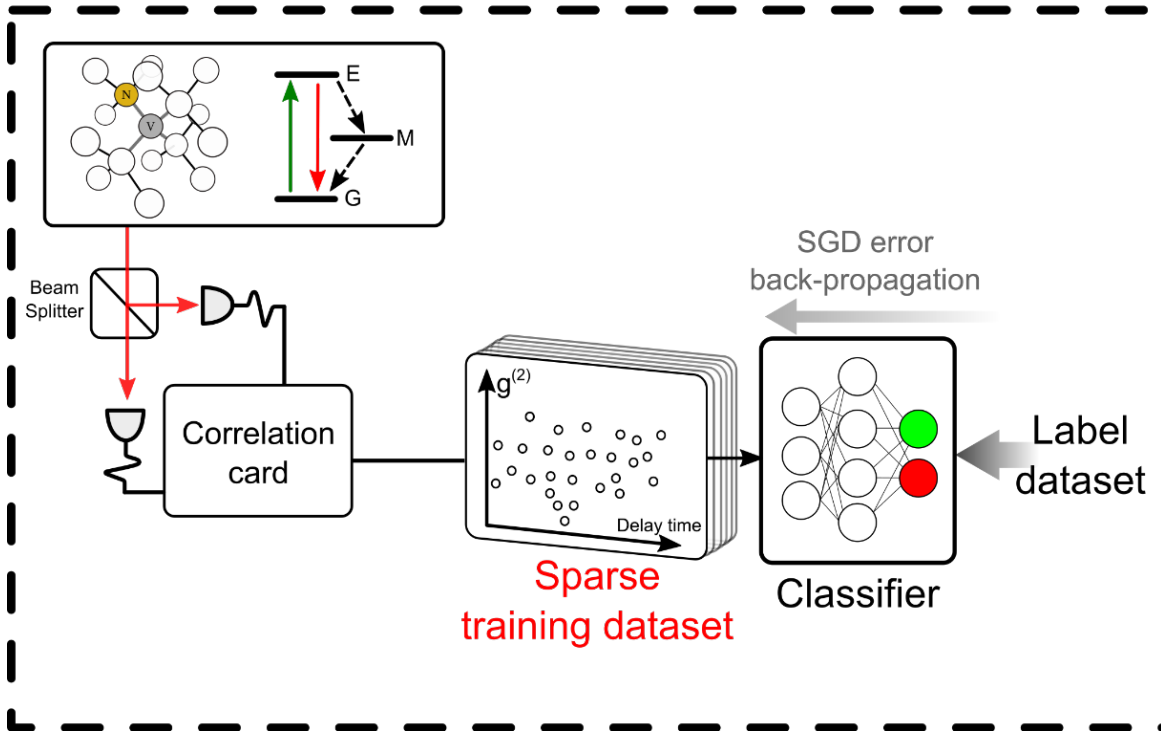 N
V
E
M
G
Beam
Splitter
Correlation
card
g(2)
Delay time
Sparse
training dataset
SGD error
back-propagation
Classifier
Label
dataset